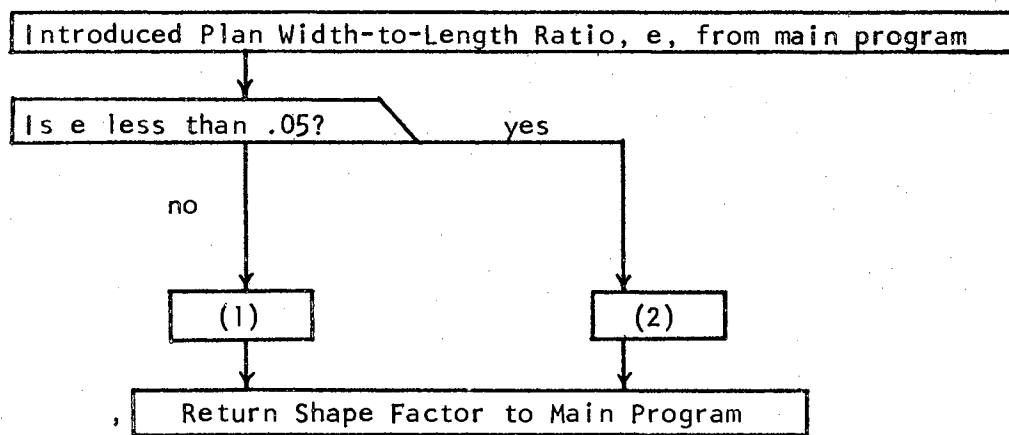 Introduced Plan Width-to-Length Ratio, e, from main program
Is e less than .05?
yes
no
(1)
(2)
, Return Shape Factor to Main Program